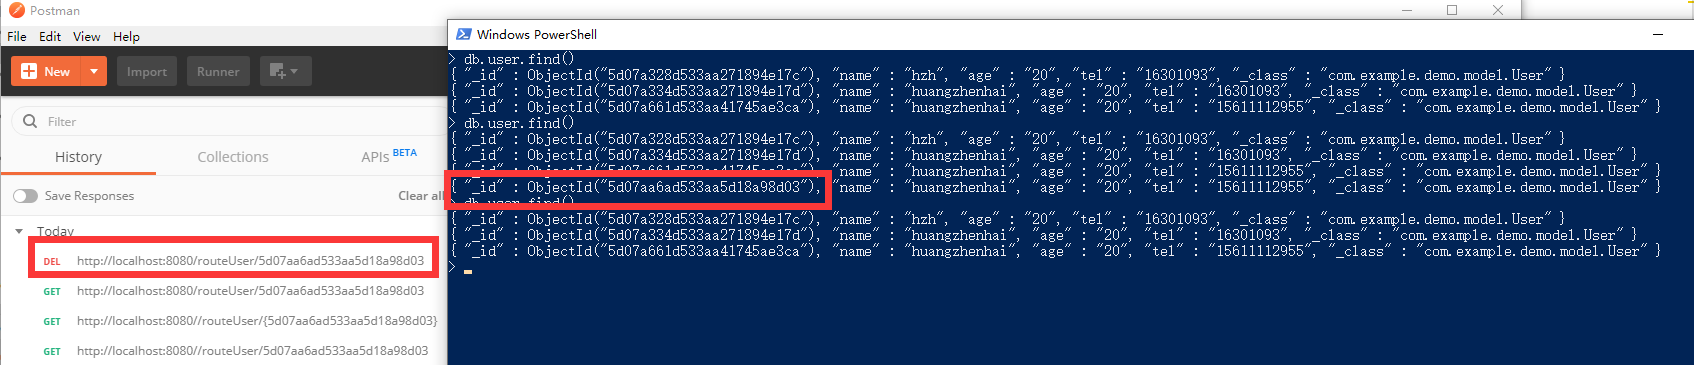 Postman
File Edit View Help
New
Import
Runner
Filter
History
Collections
APIs BETA
Save Responses
Clear all
Today
DEL http://localhost:8080/routeUser/5d07aa6ad533aa5d18a98d03
GET http://localhost:8080/routeUser/5d07aa6ad533aa5d18a98d03
GET http://localhost:8080//routeUser/{5d07aa6ad533aa5d18a98d03}
GET http://localhost:8080//routeUser/5d07aa6ad533aa5d18a98d03
Windows PowerShell
> db.user.find()
{ "_id" : ObjectId("5d07a328d533aa271894e17c"), "name" : "hzh", "age" : "20", "tel" : "16301093", "_class" : "com.example.demo.model.User" }
{ "_id" : ObjectId("5d07a334d533aa271894e17d"), "name" : "huangzhenhai", "age" : "20", "tel" : "16301093", "_class" : "com.example.demo.model.User" }
{ "_id" : ObjectId("5d07a661d533aa41745ae3ca"), "name" : "huangzhenhai", "age" : "20", "tel" : "15611112955", "_class" : "com.example.demo.model.User" }
> db.user.find()
{ "_id" : ObjectId("5d07a328d533aa271894e17c"), "name" : "hzh", "age" : "20", "tel" : "16301093", "_class" : "com.example.demo.model.User" }
{ "_id" : ObjectId("5d07a334d533aa271894e17d"), "name" : "huangzhenhai", "age" : "20", "tel" : "16301093", "_class" : "com.example.demo.model.User" }
{ "_id" : ObjectId("5d07a661d533aa41745ae3ca"), "name" : "huangzhenhai", "age" : "20", "tel" : "15611112955", "_class" : "com.example.demo.model.User" }
{ "_id" : ObjectId("5d07aa6ad533aa5d18a98d03"), "name" : "huangzhenhai", "age" : "20", "tel" : "15611112955", "_class" : "com.example.demo.model.User" }
> db.user.find()
{ "_id" : ObjectId("5d07a328d533aa271894e17c"), "name" : "hzh", "age" : "20", "tel" : "16301093", "_class" : "com.example.demo.model.User" }
{ "_id" : ObjectId("5d07a334d533aa271894e17d"), "name" : "huangzhenhai", "age" : "20", "tel" : "16301093", "_class" : "com.example.demo.model.User" }
{ "_id" : ObjectId("5d07a661d533aa41745ae3ca"), "name" : "huangzhenhai", "age" : "20", "tel" : "15611112955", "_class" : "com.example.demo.model.User" }
>